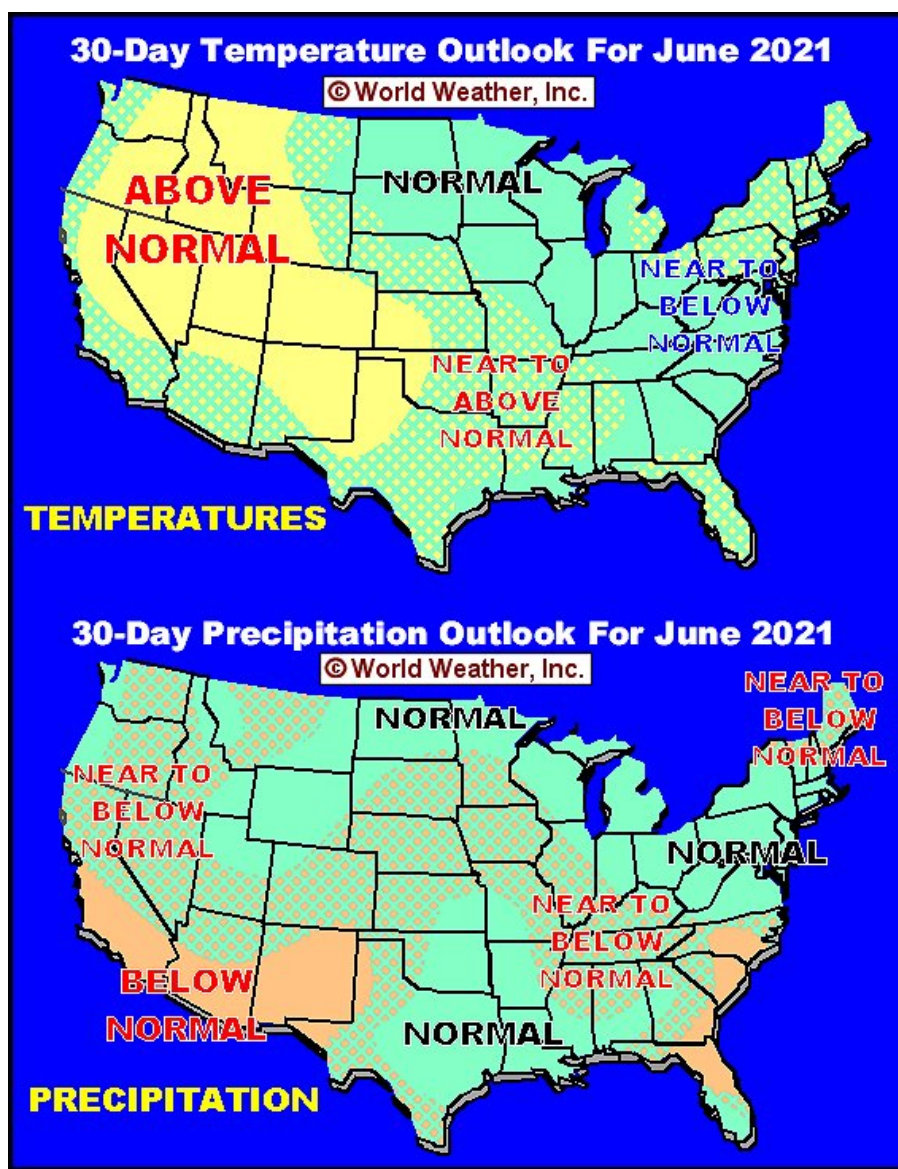 30-Day Temperature Outlook For June 2021
© World Weather, Inc.
ABOVE
NORMAL
NORMAL
NEAR TO
BELOW
NORMAL
NEAR TO
ABOVE
NORMAL
TEMPERATURES
30-Day Precipitation Outlook For June 2021
© World Weather, Inc.
NEAR TO
BELOW
NORMAL
NORMAL
NEAR TO
BELOW
NORMAL
NORMAL
NEAR TO
BELOW
NORMAL
BELOW
NORMAL
NORMAL
PRECIPITATION